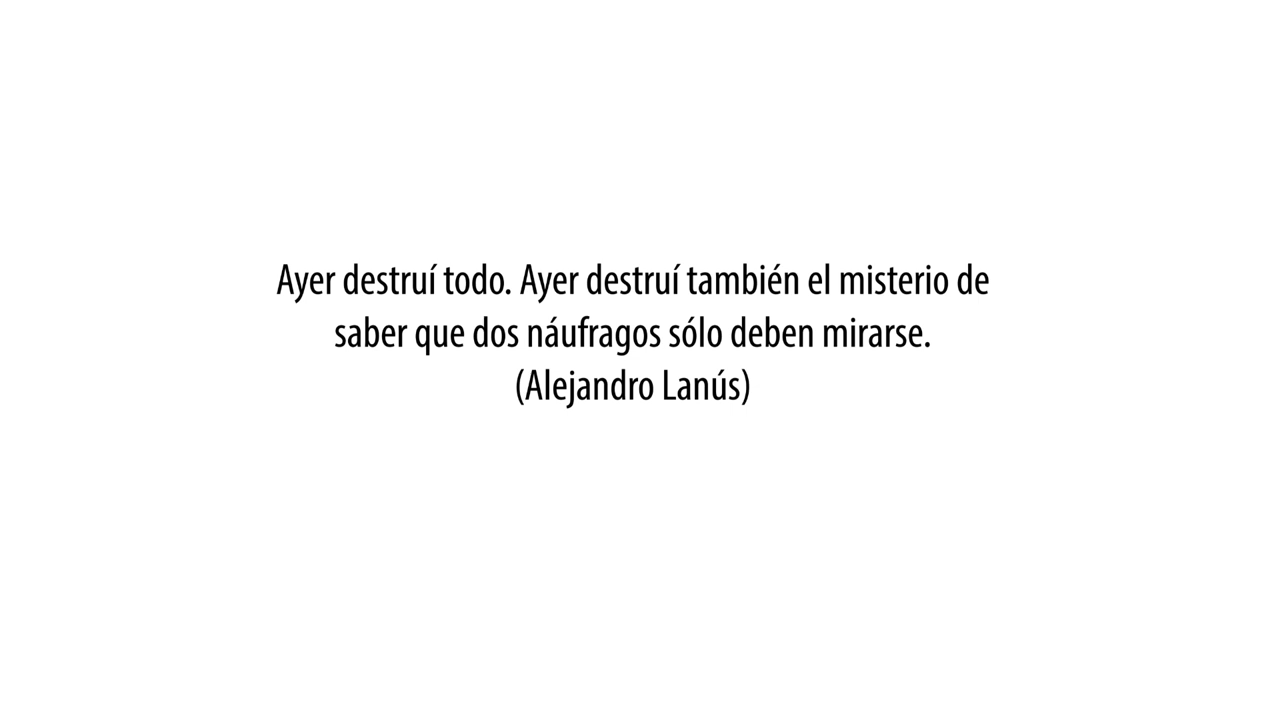 Ayer destruí todo. Ayer destruí también el misterio de
saber que dos náufragos sólo deben mirarse.
(Alejandro Lanús)